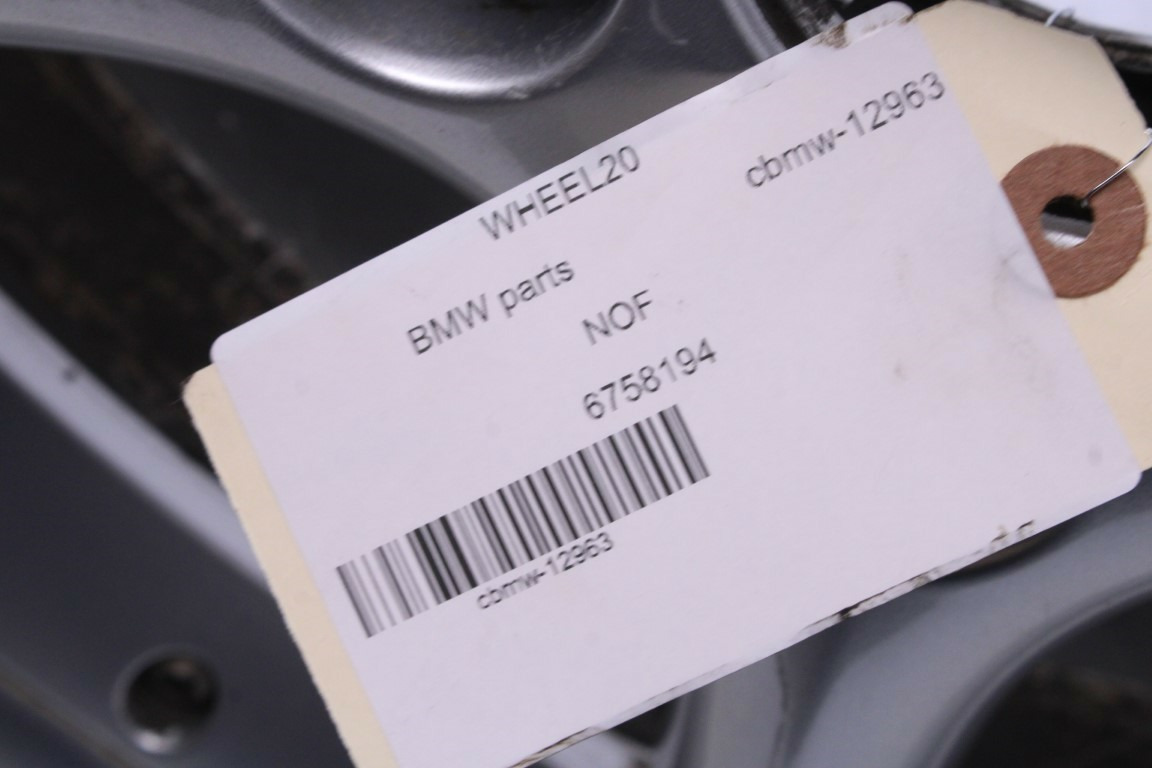 WHEEL20 cbmw-12963
BMW parts
NOF
6758194
cbmw-12963